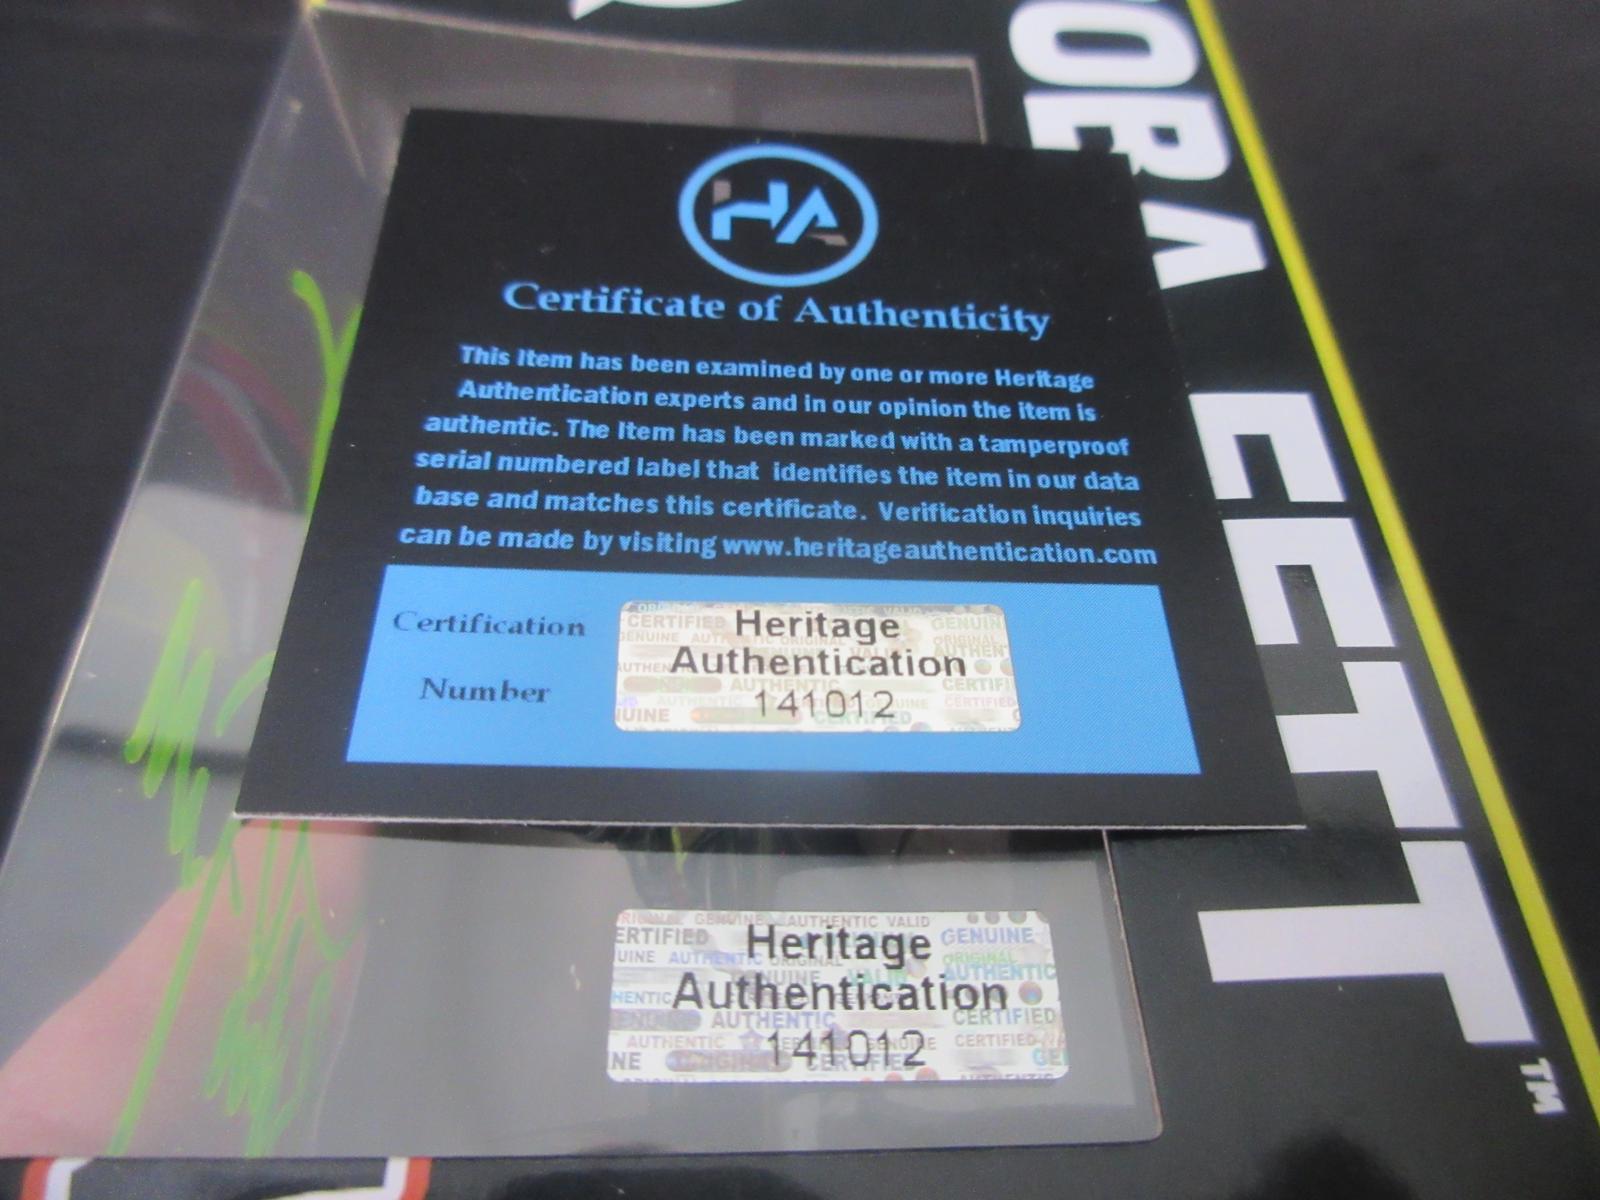 HA
Certificate of Authenticity
This Item has been examined by one or more Heritage
Authentication experts and in our opinion the item is
authentic. The Item has been marked with a tamperproof
serial numbered label that identifies the item in our data
base and matches this certificate. Verification inquiries
can be made by visiting www.heritageauthentication.com
Certification
Number
Heritage
Authentication
141012
Heritage
Authentication
141012
OBA FETT™